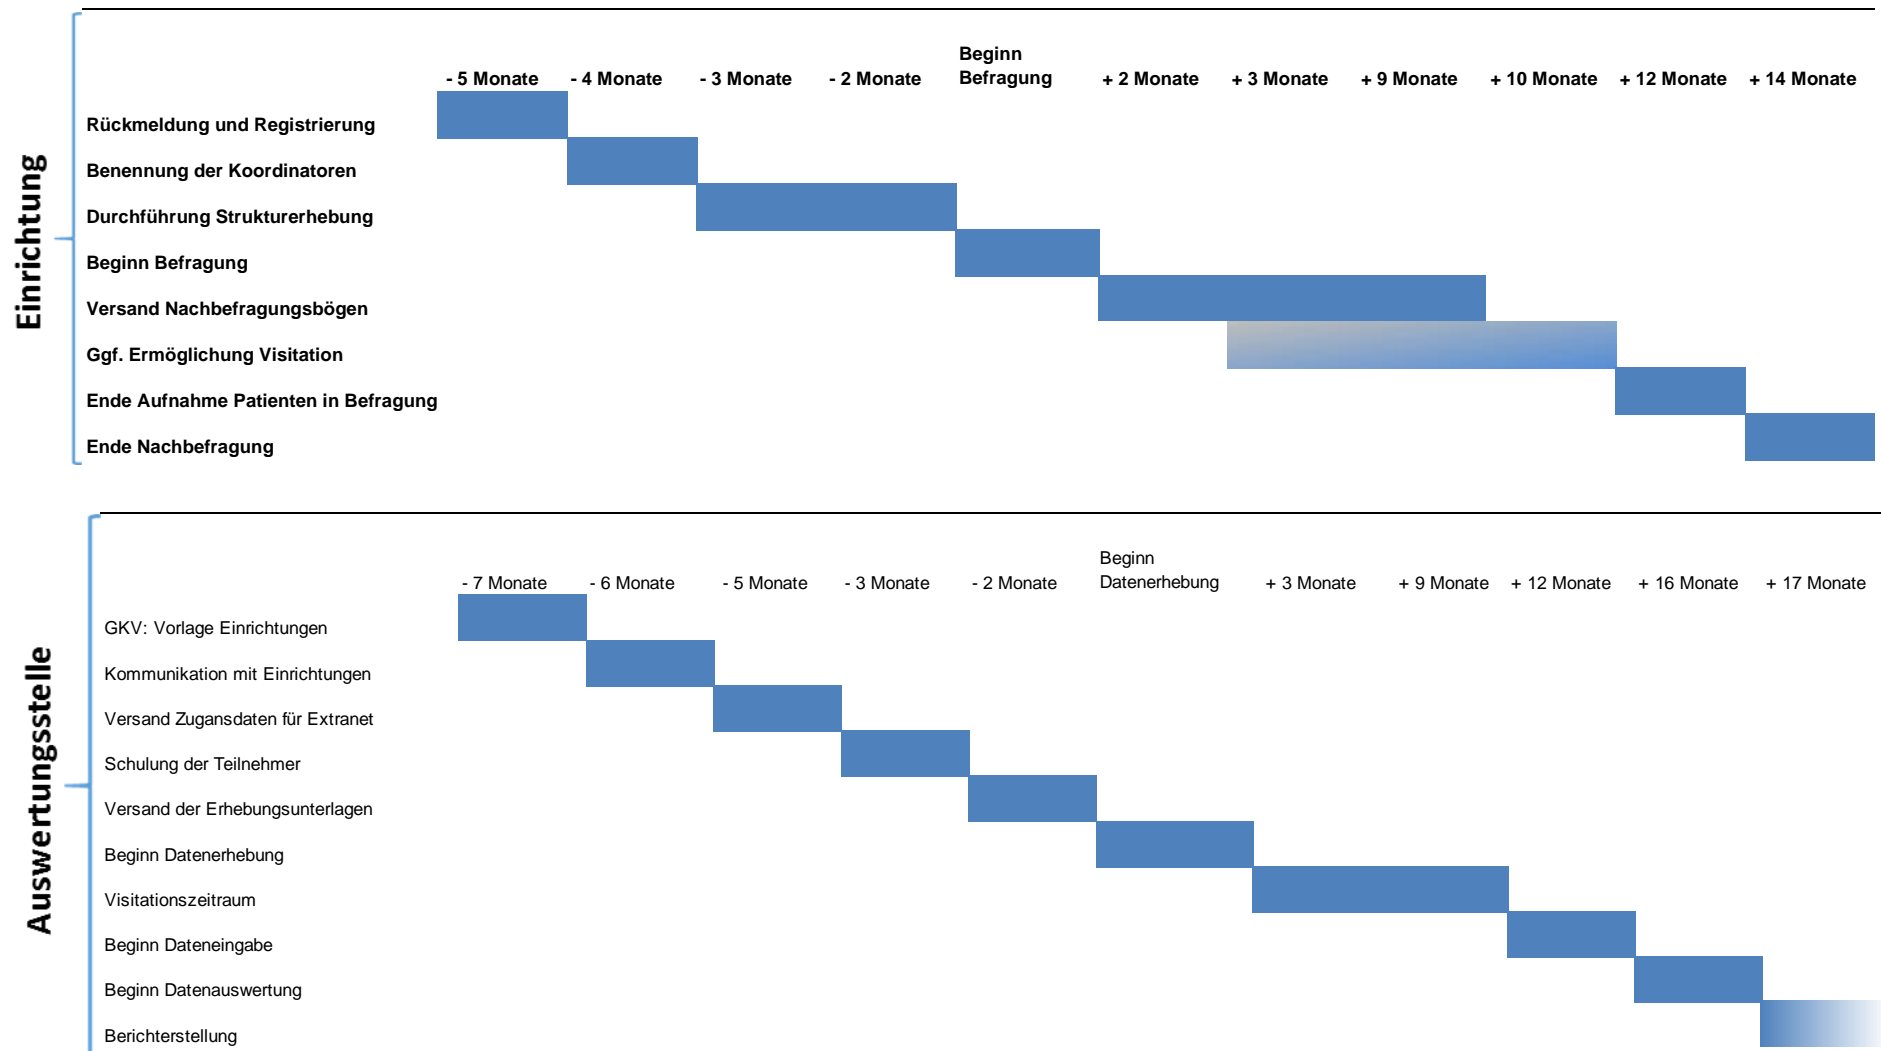 Einrichtung
Beginn
Befragung
- 5 Monate - 4 Monate - 3 Monate - 2 Monate + 2 Monate + 3 Monate + 9 Monate + 10 Monate + 12 Monate + 14 Monate
Rückmeldung und Registrierung
Benennung der Koordinatoren
Durchführung Strukturerhebung
Beginn Befragung
Versand Nachbefragungsbögen
Ggf. Ermöglichung Visitation
Ende Aufnahme Patienten in Befragung
Ende Nachbefragung
Auswertungsstelle
Beginn
Datenerhebung
- 7 Monate - 6 Monate - 5 Monate - 3 Monate - 2 Monate + 3 Monate + 9 Monate + 12 Monate + 16 Monate + 17 Monate
GKV: Vorlage Einrichtungen
Kommunikation mit Einrichtungen
Versand Zugansdaten für Extranet
Schulung der Teilnehmer
Versand der Erhebungsunterlagen
Beginn Datenerhebung
Visitationszeitraum
Beginn Dateneingabe
Beginn Datenauswertung
Berichterstellung